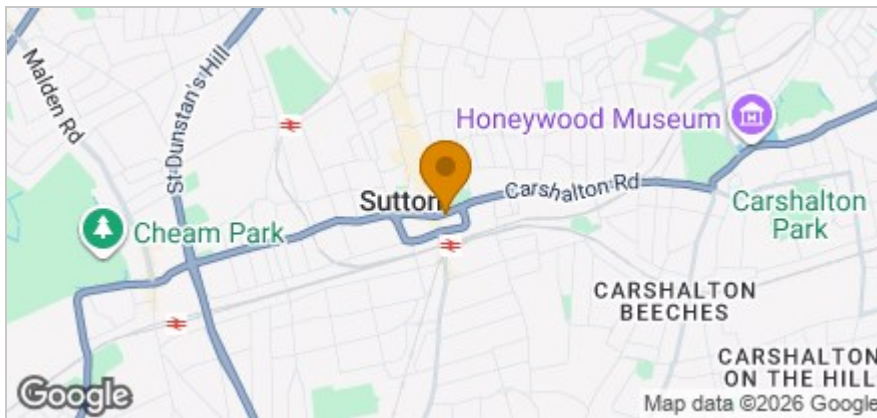 Malden Rd
St Dunstan's Hill
Honeywood Museum
Sutton
Carshalton Rd
Cheam Park
Carshalton
Park
CARSHALTON
BEECHES
CARSHALTON
ON THE HILL
Google
Map data ©2026 Google